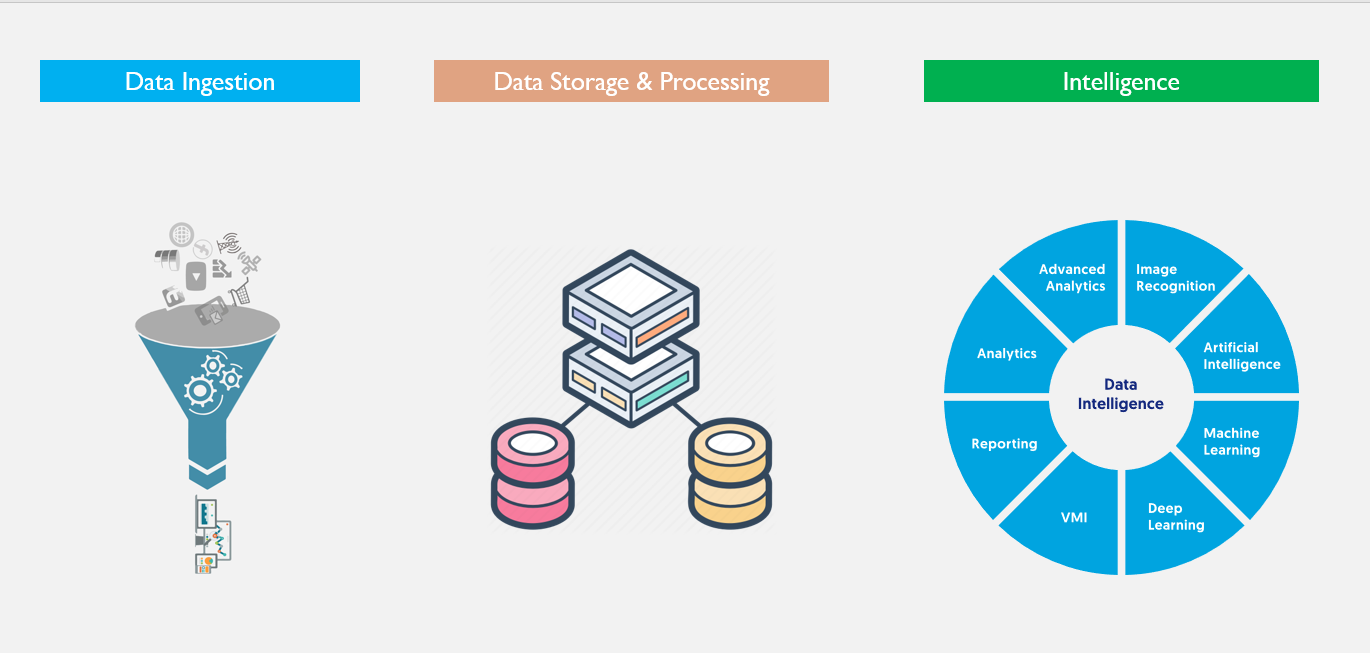 Data Ingestion
Data Storage & Processing
Intelligence
Advanced
Analytics
Image
Recognition
Artificial
Intelligence
Machine
Learning
Deep
Learning
VMI
Reporting
Analytics
Data
Intelligence